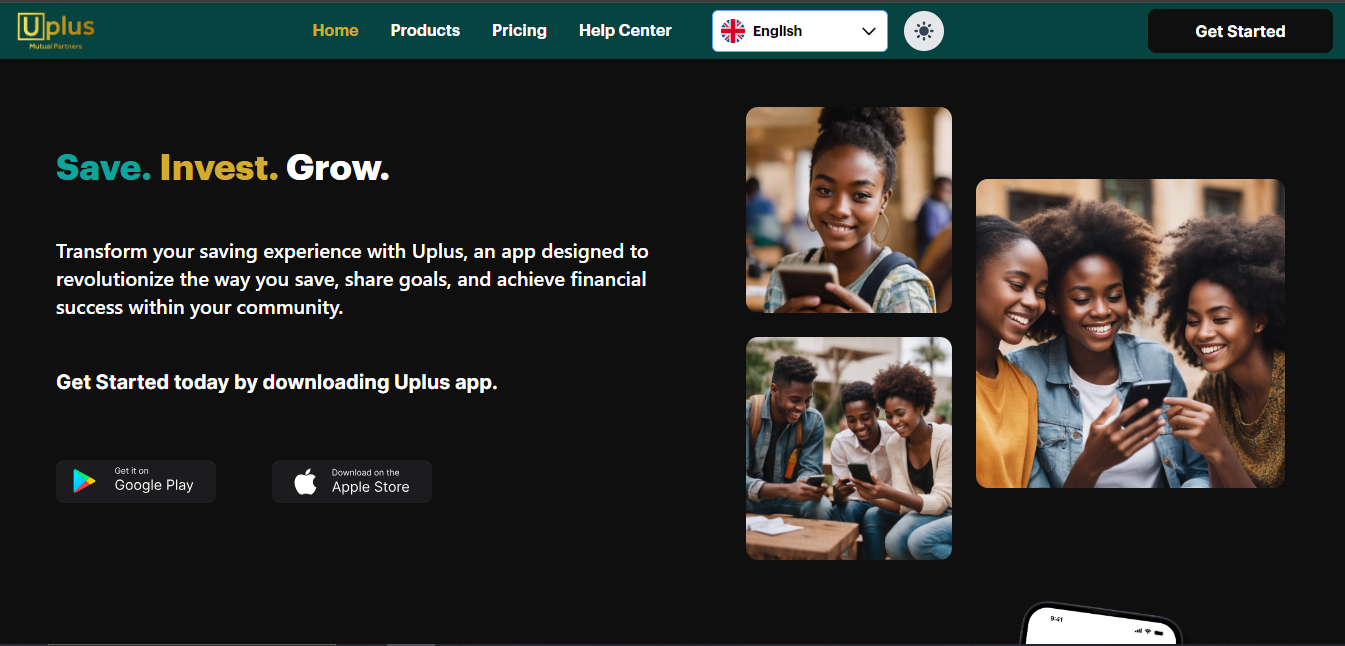 Uplus
Mutual Partners
Home
Products
Pricing
Help Center
English
Get Started
Save. Invest. Grow.
Transform your saving experience with Uplus, an app designed to
revolutionize the way you save, share goals, and achieve financial
success within your community.
Get Started today by downloading Uplus app.
Get it on
Google Play
Download on the
Apple Store
9:41